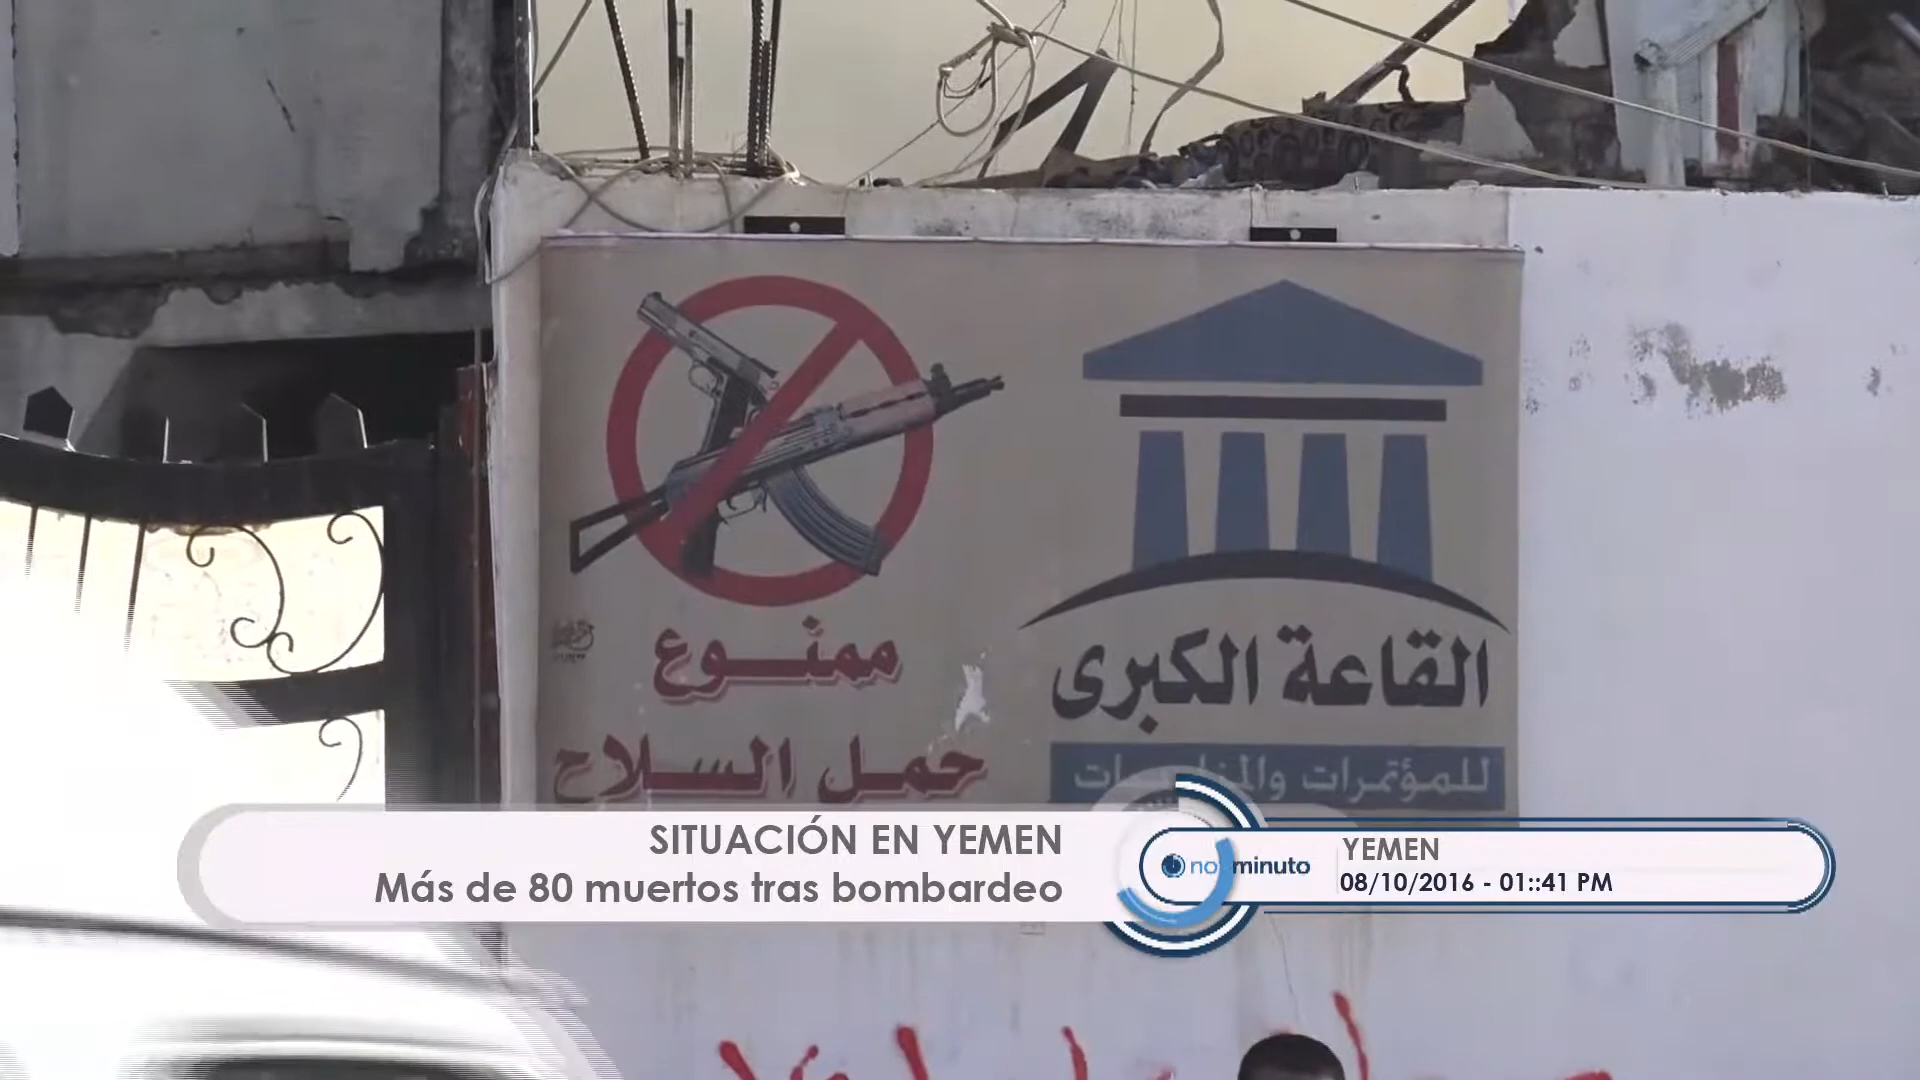 القاعة الكبرى
للمؤتمرات
ممنوع
حمل السلاح
SITUACIÓN EN YEMEN
Más de 80 muertos tras bombardeo
minuto
YEMEN
08/10/2016 - 01::41 PM